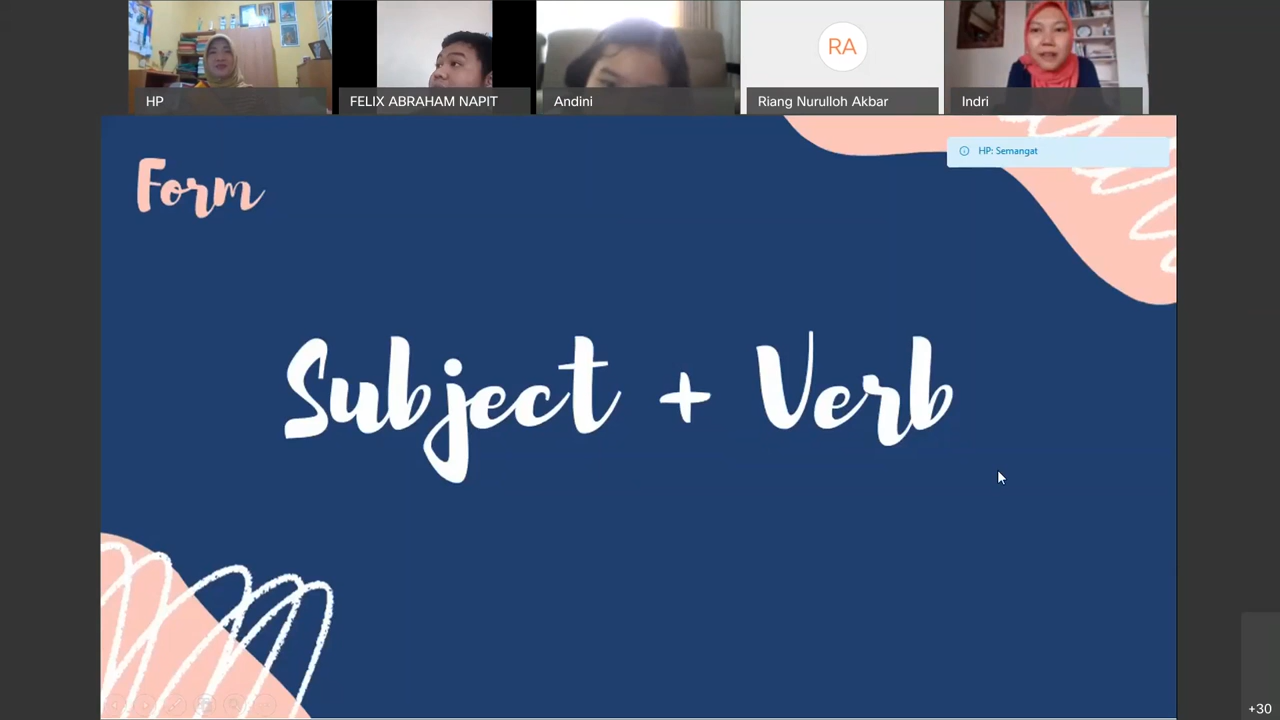 RA
HP
FELIX ABRAHAM NAPIT
Andini
Riang Nurulloh Akbar
Indri
HP: Semangat
Form
Subject + Verb
+30